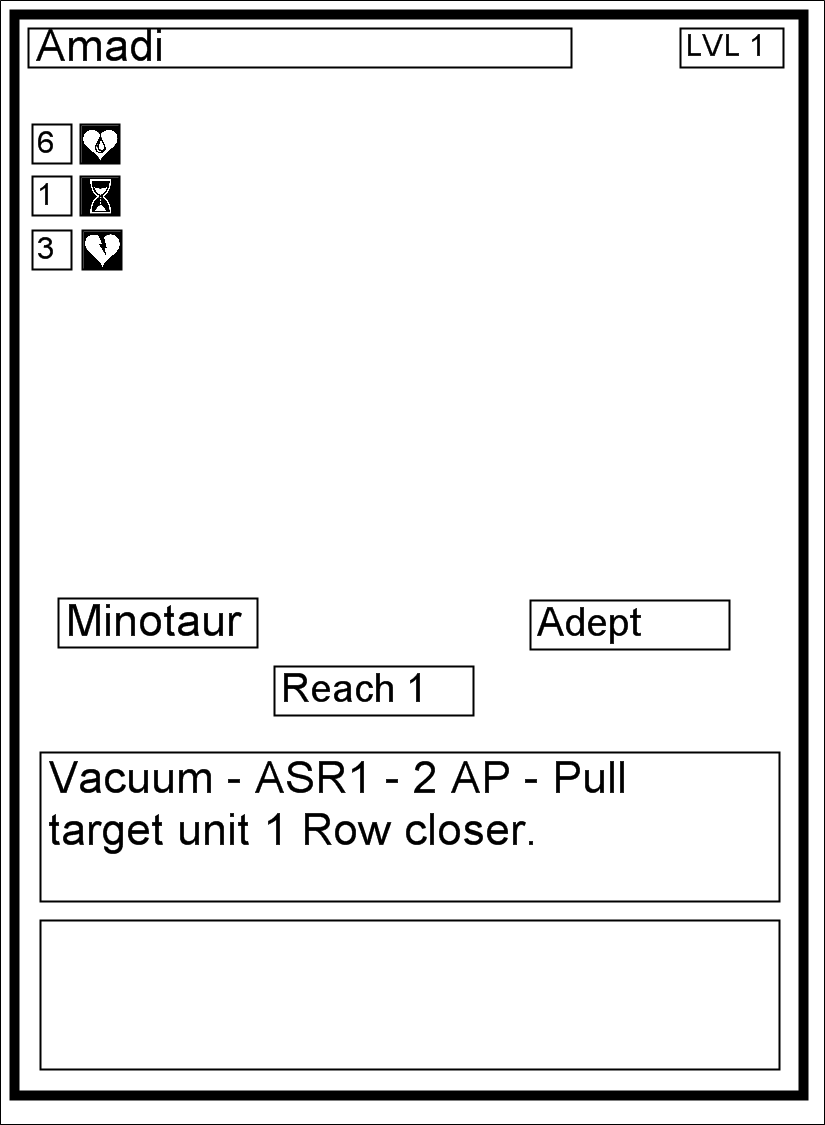 Amadi
LVL 1
6
1
3
Minotaur
Adept
Reach 1
Vacuum - ASR1 - 2 AP - Pull
target unit 1 Row closer.